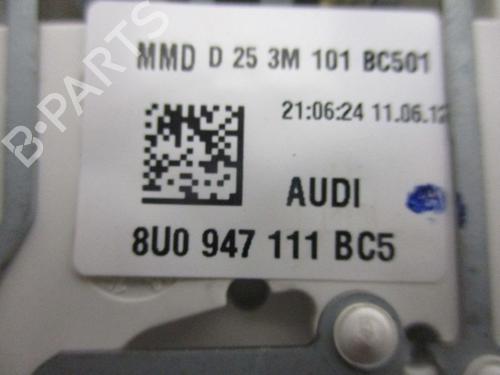 B-PARTS
MMD D 25 3M 101 BC501
21:06:24 11.06.12
AUDI
8U0 947 111 BC5